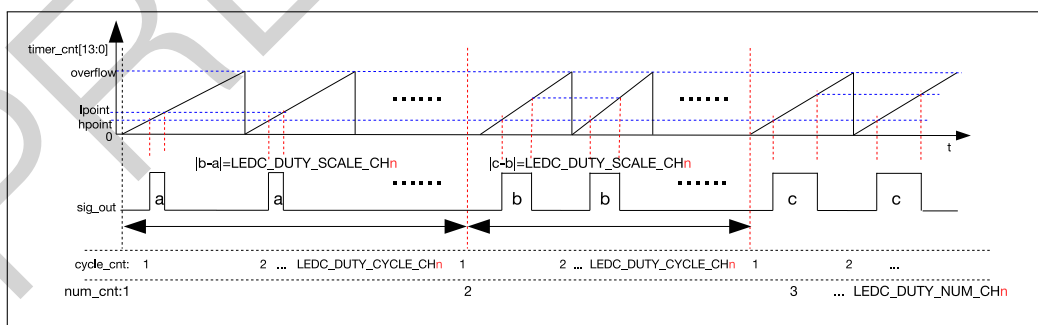 timer_cnt[13:0]
overflow
lpoint
hpoint
0
t
|b-a|=LEDC_DUTY_SCALE_CHn
|c-b|=LEDC_DUTY_SCALE_CHn
sig_out
a a b b c c
cycle_cnt: 1 2 ... LEDC_DUTY_CYCLE_CHn 1 2 ... LEDC_DUTY_CYCLE_CHn 1 2 ...
num_cnt:1 2 3 ... LEDC_DUTY_NUM_CHn